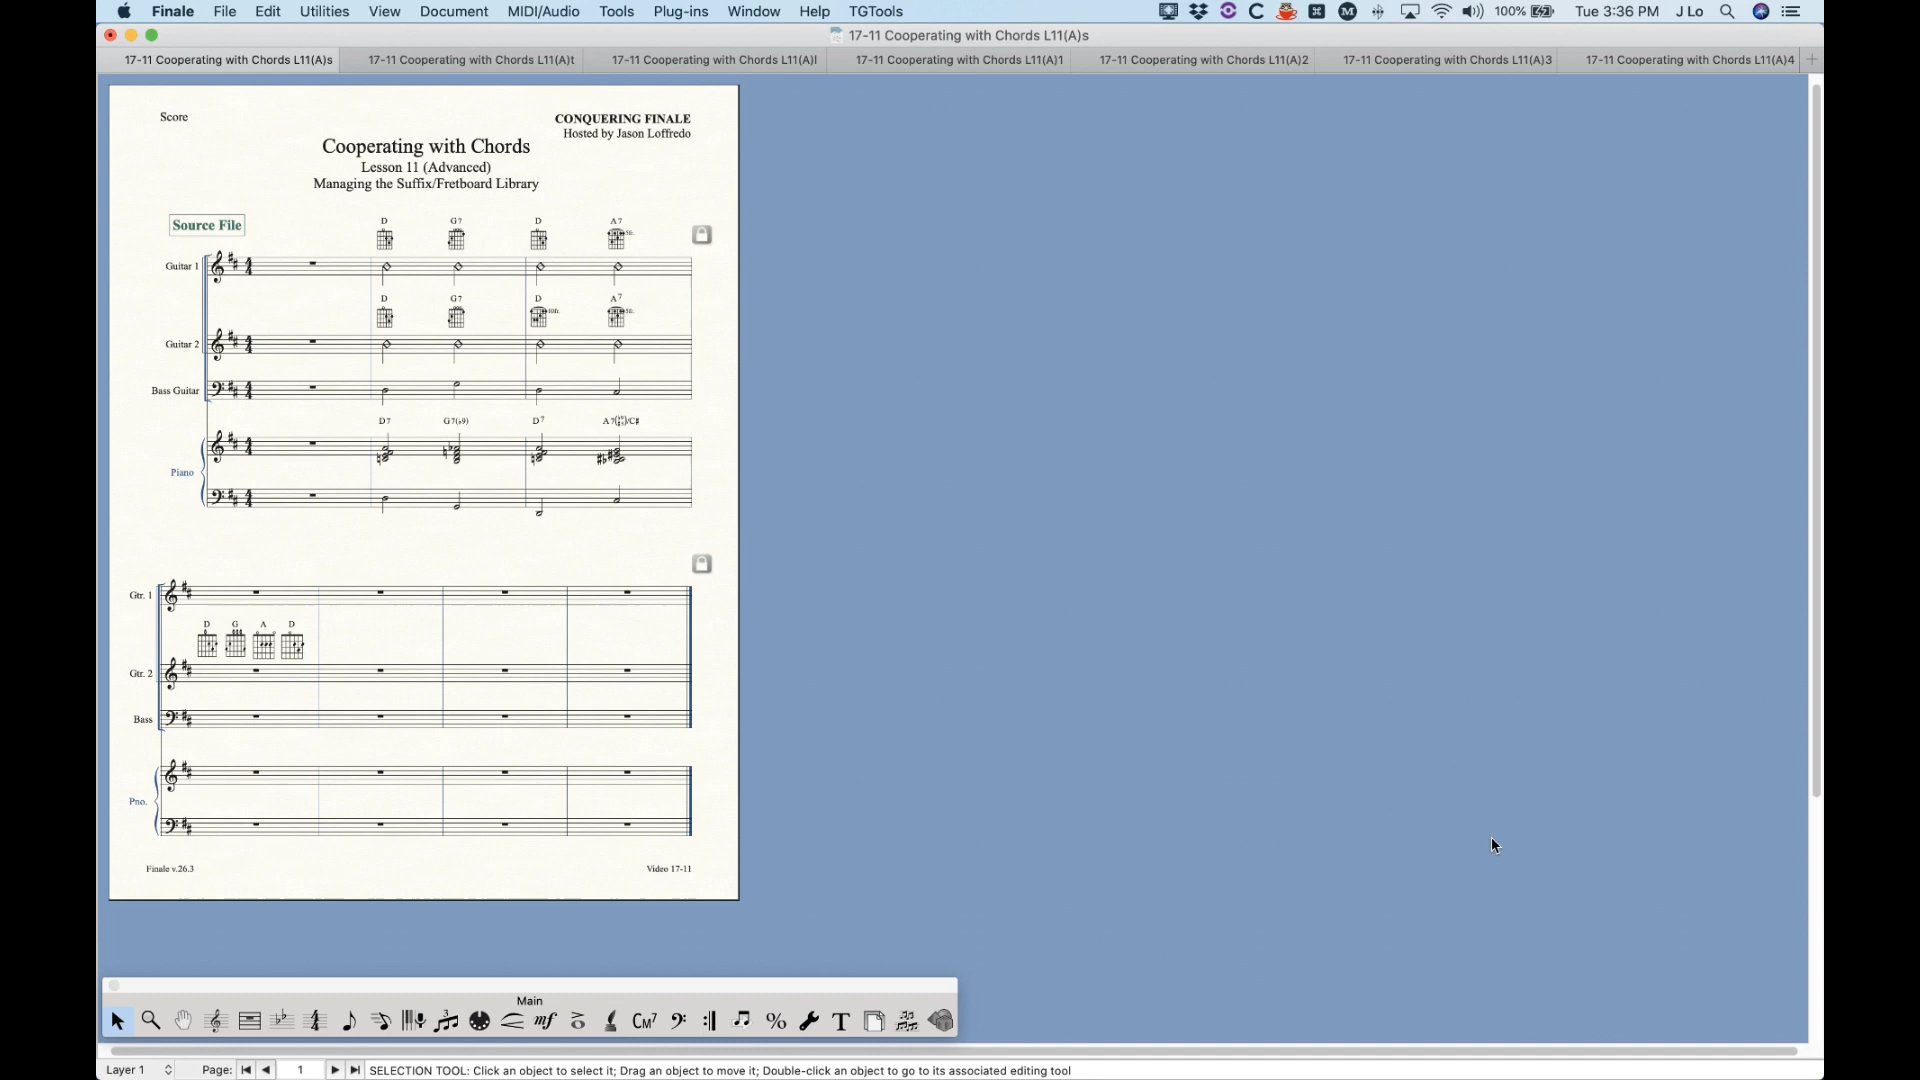 Finale File Edit Utilities View Document MIDI/Audio Tools Plug-ins Window Help TGTools 100% Tue 3:36 PM J Lo
17-11 Cooperating with Chords L11(A)s
17-11 Cooperating with Chords L11(A)s 17-11 Cooperating with Chords L11(A)t 17-11 Cooperating with Chords L11(A)l 17-11 Cooperating with Chords L11(A)1 17-11 Cooperating with Chords L11(A)2 17-11 Cooperating with Chords L11(A)3 17-11 Cooperating with Chords L11(A)4
Score
CONQUERING FINALE
Hosted by Jason Loffredo
Cooperating with Chords
Lesson 11 (Advanced)
Managing the Suffix/Fretboard Library
Source File
D G7 D A7
Guitar 1
D G7 D A7
Guitar 2
Bass Guitar
D7 G7(♭9) D7
Piano
Gtr. 1
D G A D
Gtr. 2
Bass
Pno.
Finale v.26.3 Video 17-11
Main
CM7 T
Layer 1 Page: 1 SELECTION TOOL: Click an object to select it; Drag an object to move it; Double-click an object to go to its associated editing tool